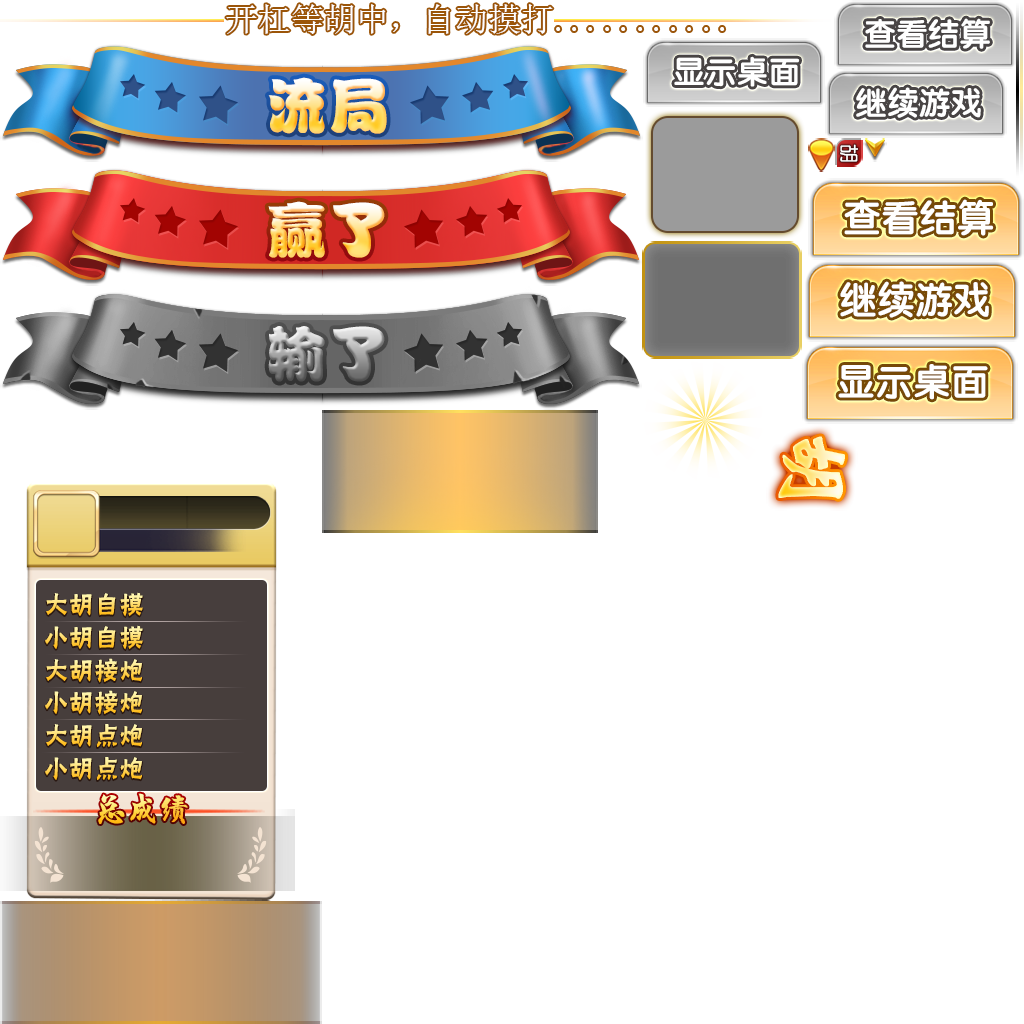 开杠等胡中，自动摸打...........
查看结算
显示桌面
继续游戏
流局
胡
赢了
查看结算
继续游戏
输了
显示桌面
胡
大胡自摸
小胡自摸
大胡接炮
小胡接炮
大胡点炮
小胡点炮
总成绩